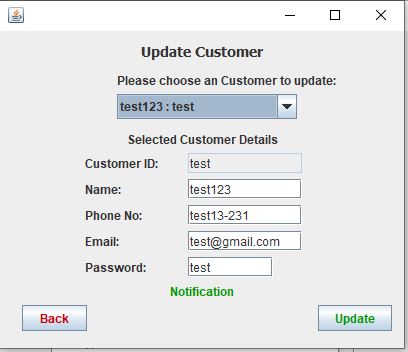 Update Customer
Please choose an Customer to update:
test123 : test
Selected Customer Details
Customer ID: test
Name: test123
Phone No: test13-231
Email: test@gmail.com
Password: test
Notification
Back Update